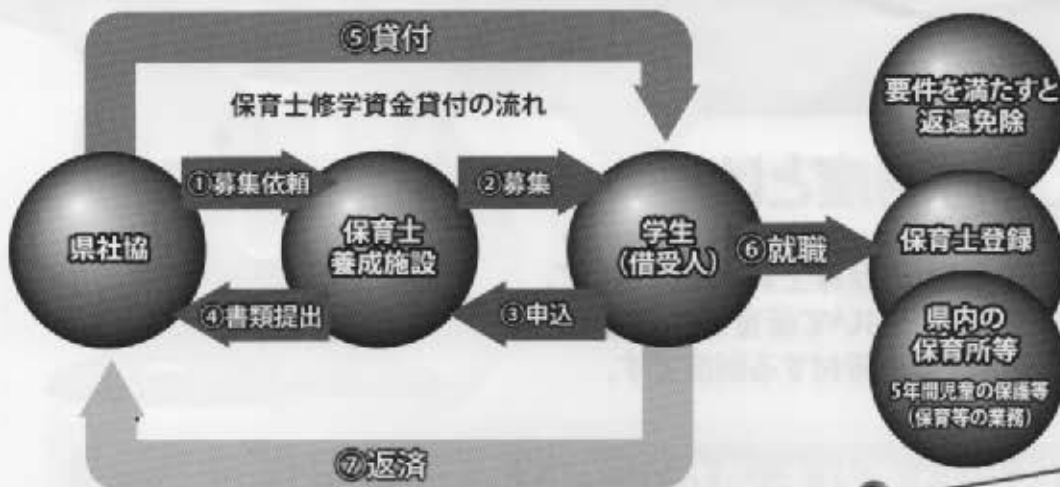 ⑤貸付
保育士修学資金貸付の流れ
県社協
①募集依頼
保育士
養成施設
②募集
学生
(借受人)
④書類提出
③申込
⑥就職
⑦返済
要件を満たすと
返還免除
保育士登録
県内の
保育所等
5年間児童の保護等
(保育等の業務)